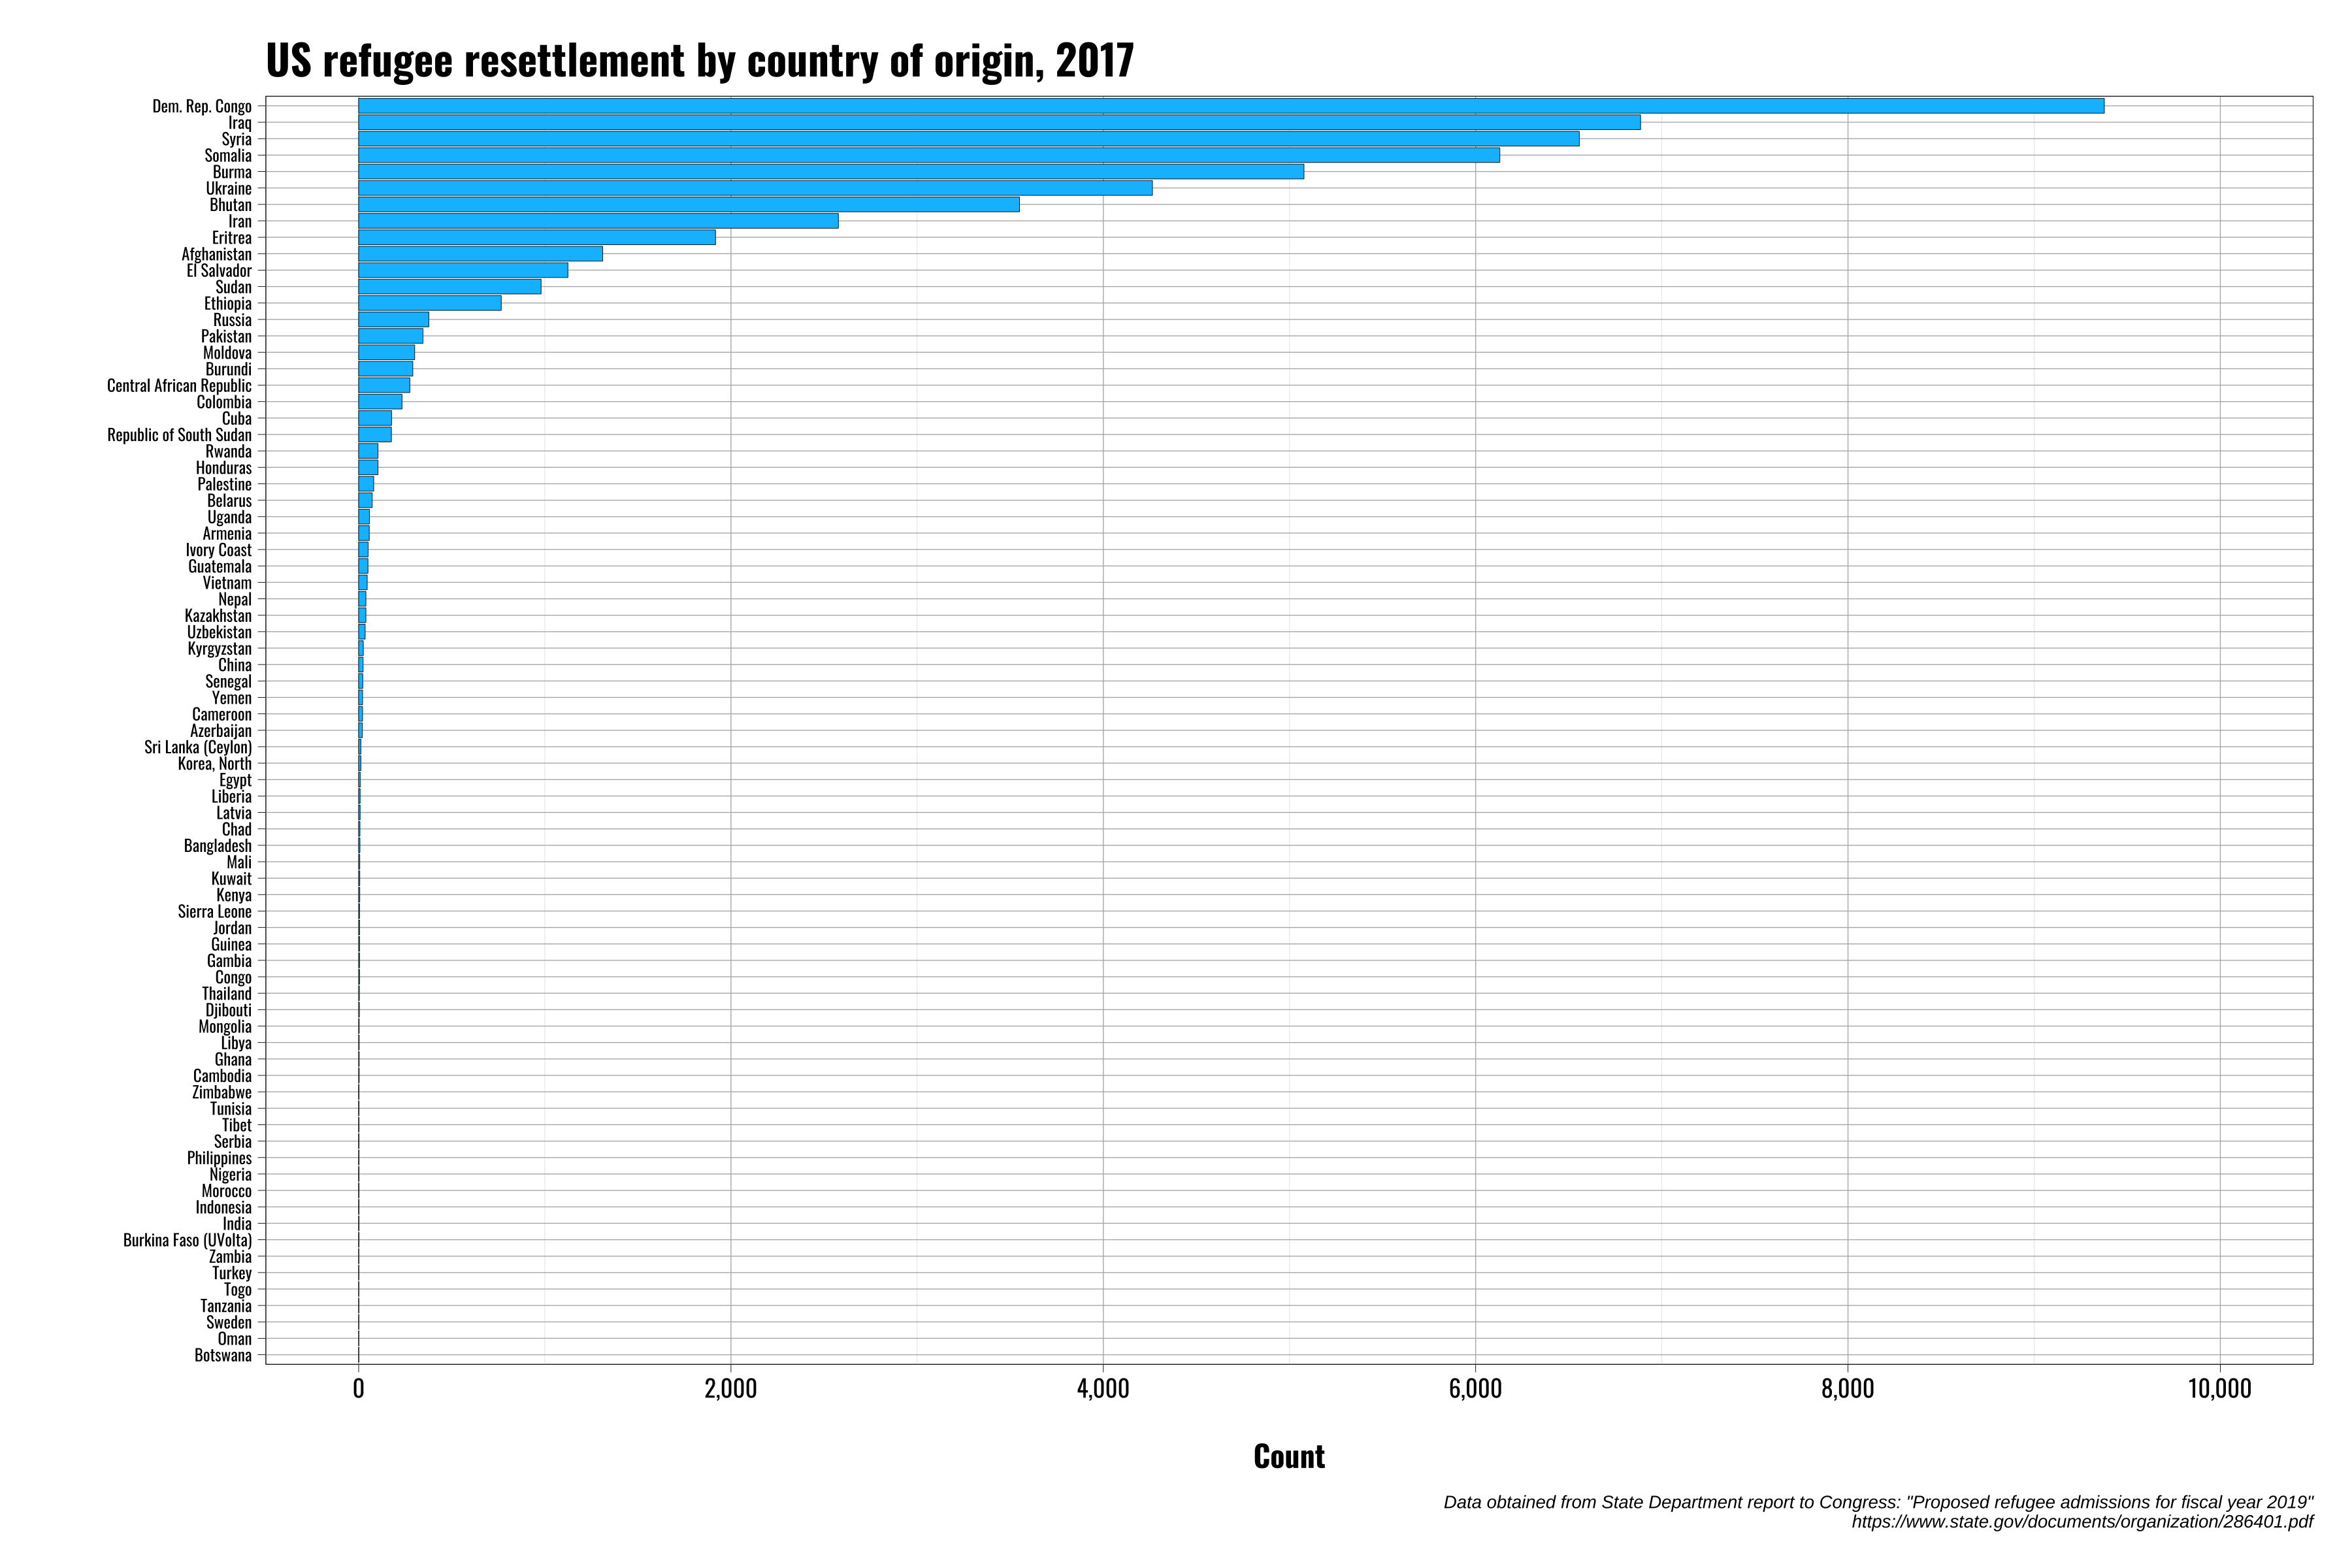 US refugee resettlement by country of origin, 2017
Dem. Rep. Congo
Iraq
Syria
Somalia
Burma
Ukraine
Bhutan
Iran
Eritrea
Afghanistan
El Salvador
Sudan
Ethiopia
Russia
Pakistan
Moldova
Burundi
Central African Republic
Colombia
Cuba
Republic of South Sudan
Rwanda
Honduras
Palestine
Belarus
Uganda
Armenia
Ivory Coast
Guatemala
Vietnam
Nepal
Kazakhstan
Uzbekistan
Kyrgyzstan
China
Senegal
Yemen
Cameroon
Azerbaijan
Sri Lanka (Ceylon)
Korea, North
Egypt
Liberia
Latvia
Chad
Bangladesh
Mali
Kuwait
Kenya
Sierra Leone
Jordan
Guinea
Gambia
Congo
Thailand
Djibouti
Mongolia
Libya
Ghana
Cambodia
Zimbabwe
Tunisia
Tibet
Serbia
Philippines
Nigeria
Morocco
Indonesia
India
Burkina Faso (UVolta)
Zambia
Turkey
Togo
Tanzania
Sweden
Oman
Botswana
0 2,000 4,000 6,000 8,000 10,000
Count
Data obtained from State Department report to Congress: "Proposed refugee admissions for fiscal year 2019"
https://www.state.gov/documents/organization/286401.pdf